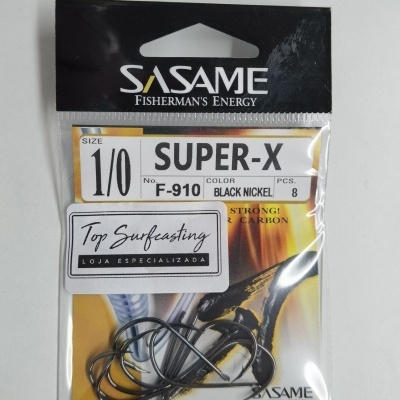 SASAME
FISHERMAN'S ENERGY
SIZE
1/0
SUPER-X
No. F-910
COLOR BLACK NICKEL
PCS. 8
STRONG!
CARBON
Top Surfcasting
LOJA ESPECIALIZADA
SASAME